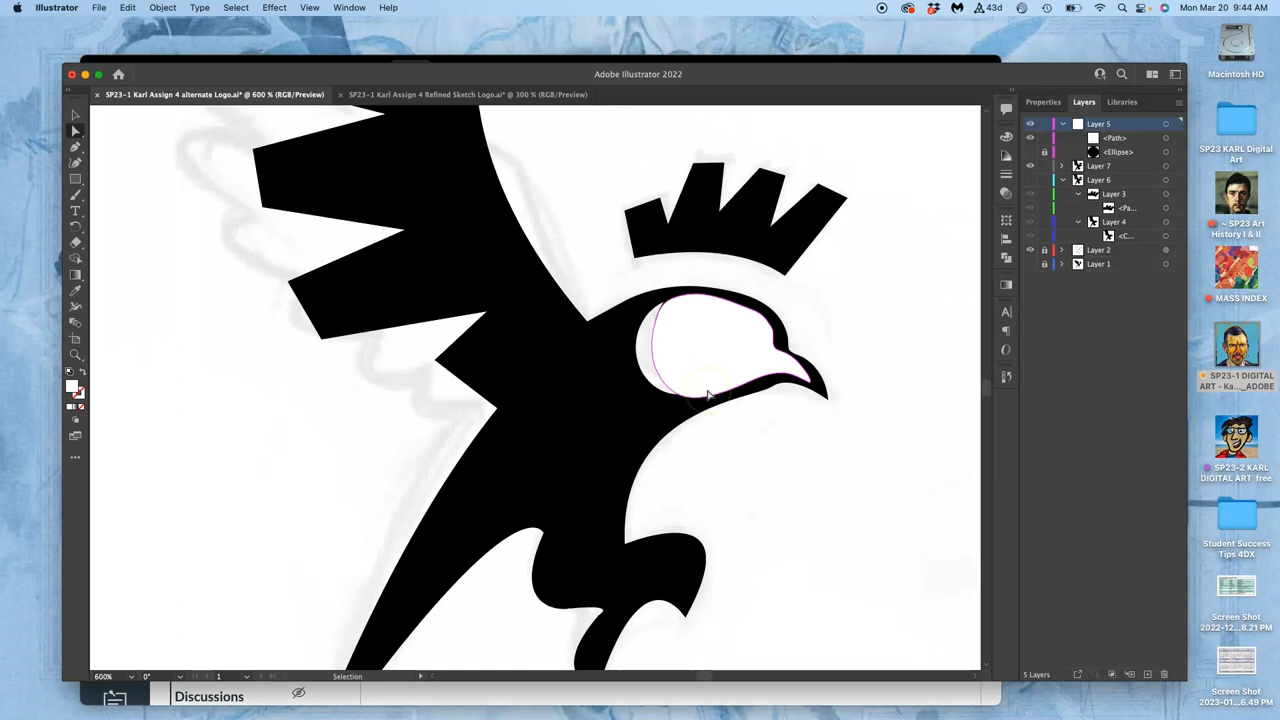 Illustrator File Edit Object Type Select Effect View Window Help
43d
Mon Mar 20 9:44 AM
Adobe Illustrator 2022
SP23-1 Karl Assign 4 alternate Logo.ai* @ 600 % (RGB/Preview)
SP23-1 Karl Assign 4 Refined Sketch Logo.ai* @ 300 % (RGB/Preview)
Properties Layers Libraries
Layer 5
<Path>
<Ellipse>
Layer 7
Layer 6
Layer 3
<Pa...
Layer 4
<C...
Layer 2
Layer 1
5 Layers
600%
0°
1
Selection
Discussions
Macintosh HD
SP23 KARL Digital
Art
~ SP23 Art
History I & II
MASS INDEX
SP23-1 DIGITAL
ART - Ka..._ADOBE
SP23-2 KARL
DIGITAL ART free
Student Success
Tips 4DX
Screen Shot
2022-12...8.21 PM
Screen Shot
2023-01...6.49 PM